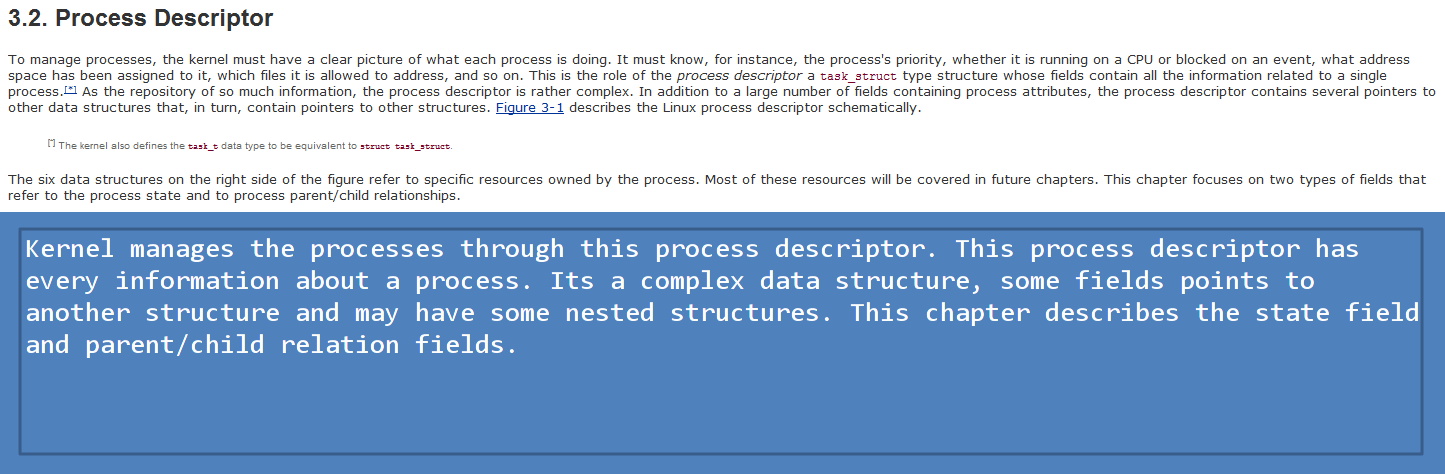 3.2. Process Descriptor
To manage processes, the kernel must have a clear picture of what each process is doing. It must know, for instance, the process's priority, whether it is running on a CPU or blocked on an event, what address
space has been assigned to it, which files it is allowed to address, and so on. This is the role of the process descriptor a task_struct type structure whose fields contain all the information related to a single
process.[*] As the repository of so much information, the process descriptor is rather complex. In addition to a large number of fields containing process attributes, the process descriptor contains several pointers to
other data structures that, in turn, contain pointers to other structures. Figure 3-1 describes the Linux process descriptor schematically.
[*] The kernel also defines the task_t data type to be equivalent to struct task_struct.
The six data structures on the right side of the figure refer to specific resources owned by the process. Most of these resources will be covered in future chapters. This chapter focuses on two types of fields that
refer to the process state and to process parent/child relationships.
Kernel manages the processes through this process descriptor. This process descriptor has
every information about a process. Its a complex data structure, some fields points to
another structure and may have some nested structures. This chapter describes the state field
and parent/child relation fields.